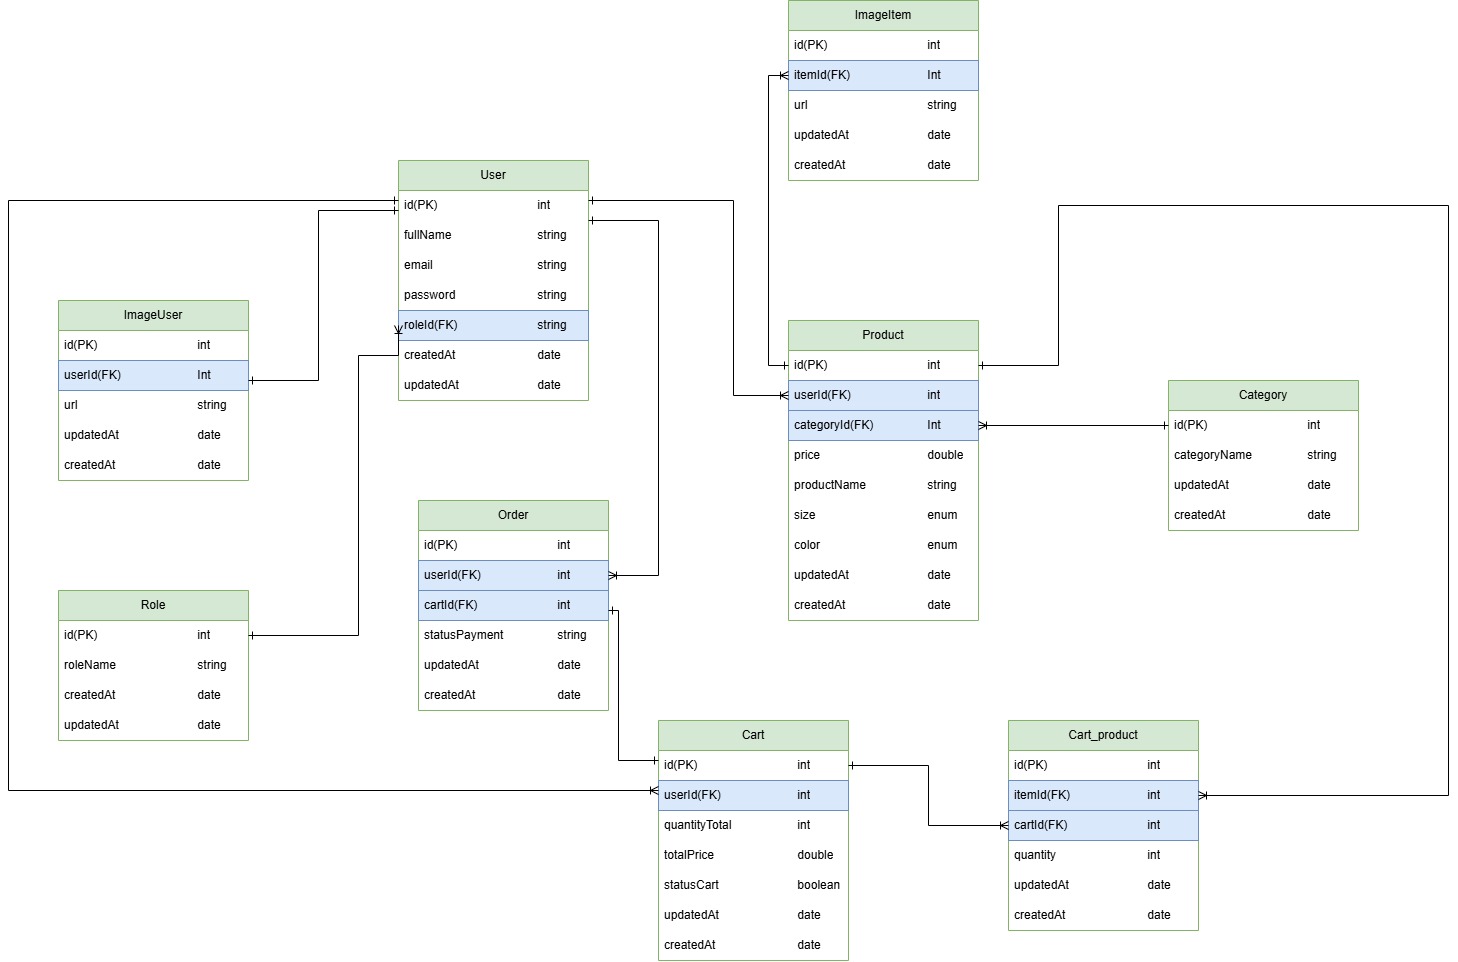 ImageItem
id(PK) int
itemId(FK) Int
url string
updatedAt date
createdAt date
User
id(PK) int
fullName string
email string
password string
roleId(FK) string
createdAt date
updatedAt date
ImageUser
id(PK) int
userId(FK) Int
url string
updatedAt date
createdAt date
Product
id(PK) int
userId(FK) int
categoryId(FK) Int
price double
productName string
size enum
color enum
updatedAt date
createdAt date
Category
id(PK) int
categoryName string
updatedAt date
createdAt date
Order
id(PK) int
userId(FK) int
cartId(FK) int
statusPayment string
updatedAt date
createdAt date
Role
id(PK) int
roleName string
createdAt date
updatedAt date
Cart
id(PK) int
userId(FK) int
quantityTotal int
totalPrice double
statusCart boolean
updatedAt date
createdAt date
Cart_product
id(PK) int
itemId(FK) int
cartId(FK) int
quantity int
updatedAt date
createdAt date